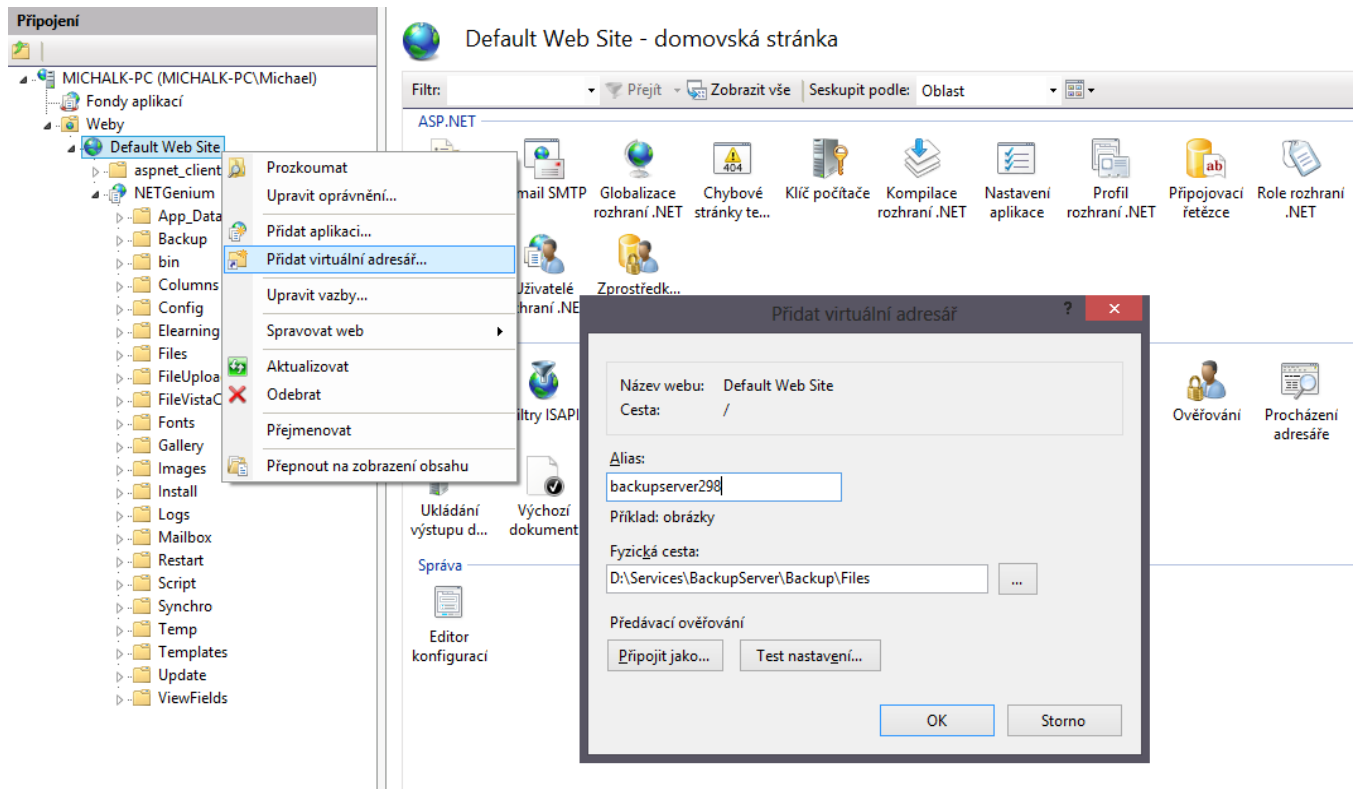 Připojení
MICHALK-PC (MICHALK-PC\Michael)
Fondy aplikací
Weby
Default Web Site
aspnet_client
NETGenium
App_Data
Backup
bin
Columns
Config
Elearning
Files
FileUploa
FileVistaC
Fonts
Gallery
Images
Install
Logs
Mailbox
Restart
Script
Synchro
Temp
Templates
Update
ViewFields
Prozkoumat
Upravit oprávnění...
Přidat aplikaci...
Přidat virtuální adresář...
Upravit vazby...
Spravovat web
Aktualizovat
Odebrat
Přejmenovat
Přepnout na zobrazení obsahu
Default Web Site - domovská stránka
Filtr: Přejít Zobrazit vše Seskupit podle: Oblast
ASP.NET
mail SMTP Globalizace Chybové Klíč počítače Kompilace Nastavení Profil Připojovací Role rozhraní
rozhraní .NET stránky te... rozhraní .NET aplikace rozhraní .NET řetězce .NET
404
ab
Uživatelé Zprostředk...
zhraní .NE
iltry ISAPI Ověřování Procházení
adresáře
Ukládání Výchozí
výstupu d... dokument
Správa
Editor
konfigurací
Přidat virtuální adresář ?
Název webu: Default Web Site
Cesta: /
Alias:
backupserver298
Příklad: obrázky
Fyzická cesta:
D:\Services\BackupServer\Backup\Files ...
Předávací ověřování
Připojit jako... Test nastavení...
OK Storno